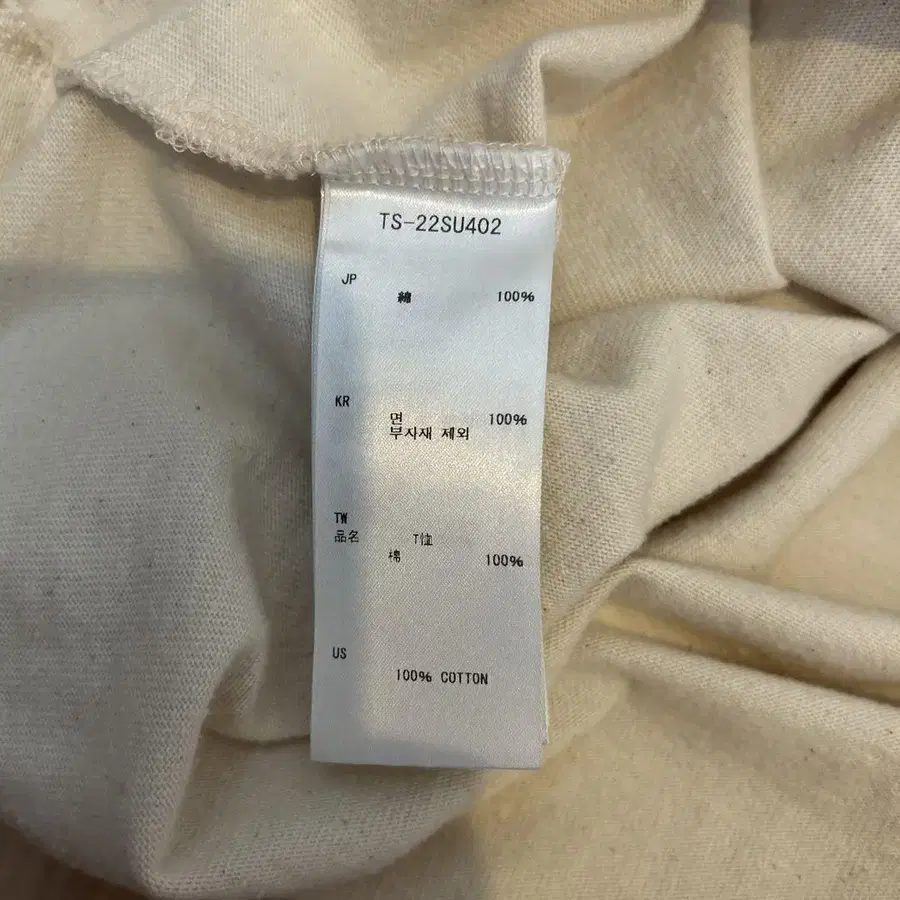 TS-22SU402
JP
綿 100%
KR
면 100%
부자재 제외
TW
品名 T恤
棉 100%
US
100% COTTON